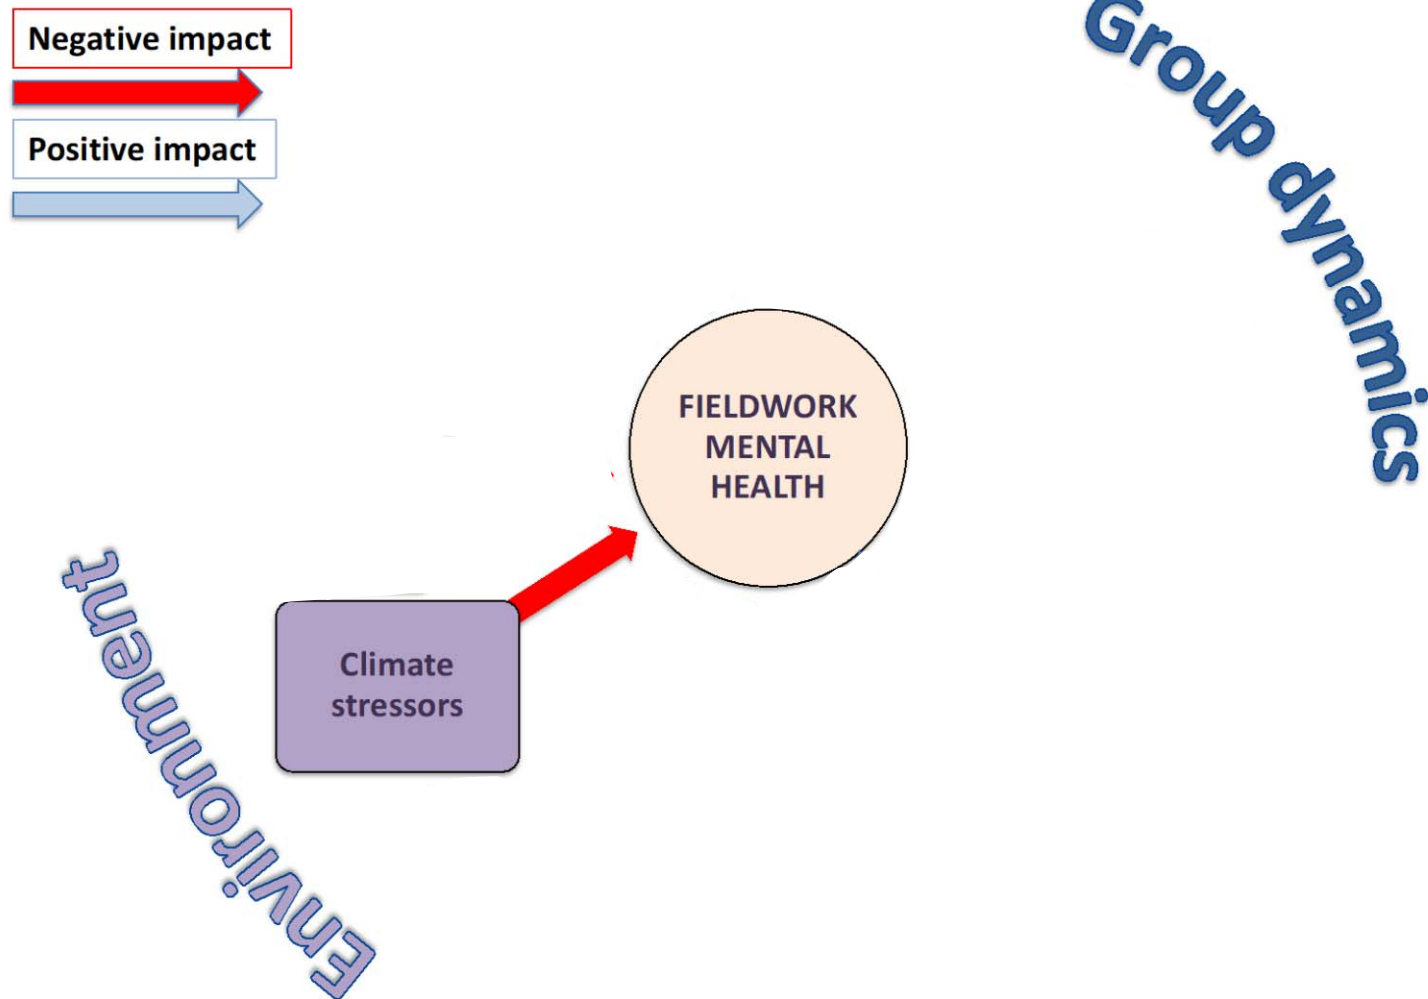 Negative impact
Positive impact
Group dynamics
FIELDWORK
MENTAL
HEALTH
Climate
stressors
Environment